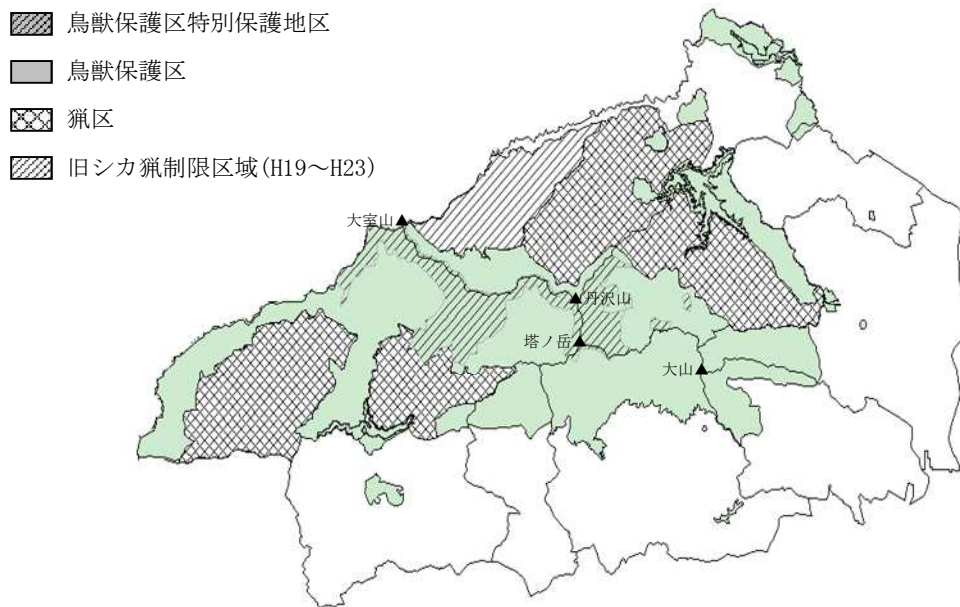 鳥獣保護区特別保護地区
鳥獣保護区
猟区
旧シカ猟制限区域(H19～H23)
大室山
丹沢山
塔ノ岳
大山